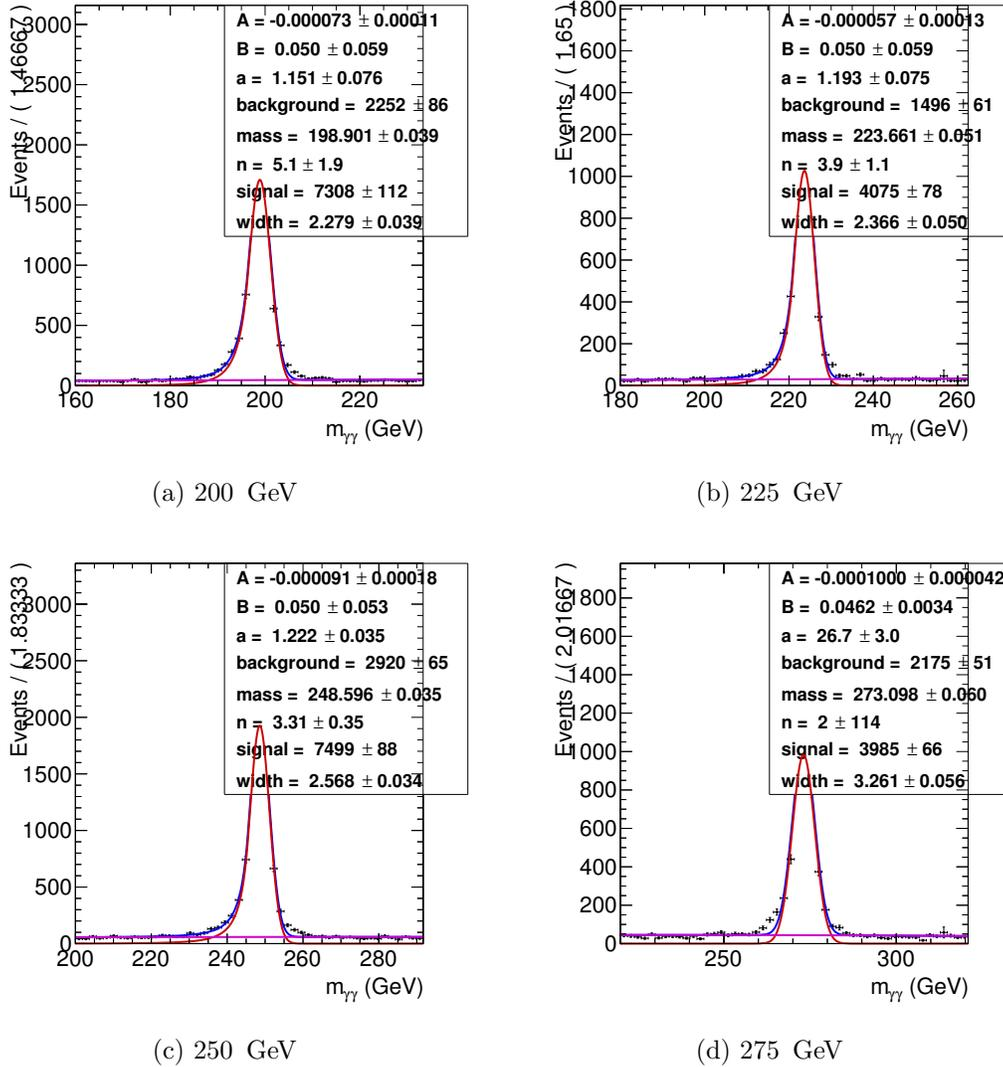 Events / ( 1.46667 )
3000
2500
2000
1500
1000
500
0
A = -0.000073 ± 0.00011
B = 0.050 ± 0.059
a = 1.151 ± 0.076
background = 2252 ± 86
mass = 198.901 ± 0.039
n = 5.1 ± 1.9
signal = 7308 ± 112
width = 2.279 ± 0.039
160 180 200 220
mγγ (GeV)
(a) 200 GeV
Events / ( 1.65 )
1800
1600
1400
1200
1000
800
600
400
200
0
A = -0.000057 ± 0.00013
B = 0.050 ± 0.059
a = 1.193 ± 0.075
background = 1496 ± 61
mass = 223.661 ± 0.051
n = 3.9 ± 1.1
signal = 4075 ± 78
width = 2.366 ± 0.050
180 200 220 240 260
mγγ (GeV)
(b) 225 GeV
Events / ( 1.83333 )
3000
2500
2000
1500
1000
500
0
A = -0.000091 ± 0.00018
B = 0.050 ± 0.053
a = 1.222 ± 0.035
background = 2920 ± 65
mass = 248.596 ± 0.035
n = 3.31 ± 0.35
signal = 7499 ± 88
width = 2.568 ± 0.034
200 220 240 260 280
mγγ (GeV)
(c) 250 GeV
Events / ( 2.01667 )
1800
1600
1400
1200
1000
800
600
400
200
0
A = -0.0001000 ± 0.000042
B = 0.0462 ± 0.0034
a = 26.7 ± 3.0
background = 2175 ± 51
mass = 273.098 ± 0.060
n = 2 ± 114
signal = 3985 ± 66
width = 3.261 ± 0.056
250 300
mγγ (GeV)
(d) 275 GeV